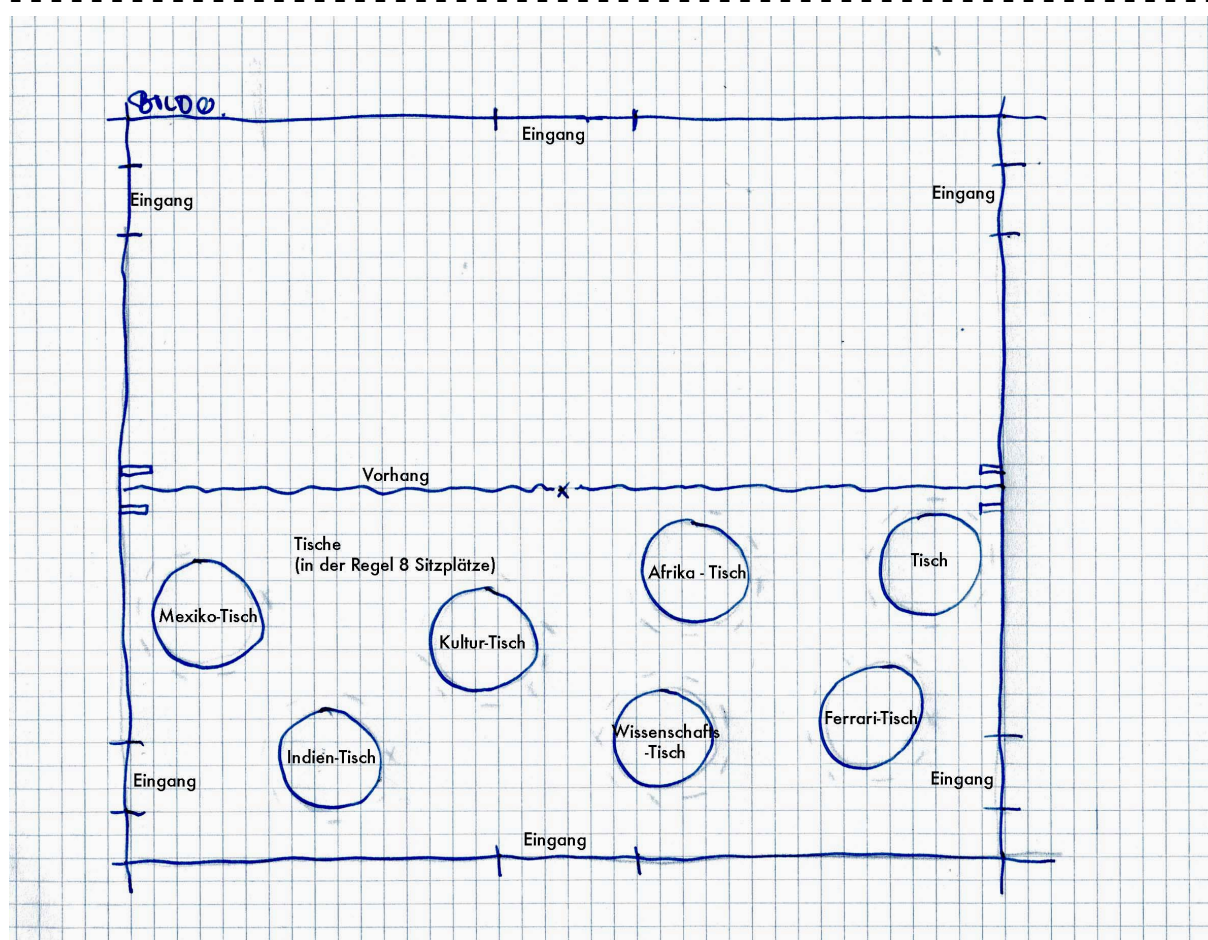 Eingang
Eingang
Eingang
Vorhang
Tische
(in der Regel 8 Sitzplätze)
Afrika - Tisch
Tisch
Mexiko-Tisch
Kultur-Tisch
Ferrari-Tisch
Wissenschafts
-Tisch
Indien-Tisch
Eingang
Eingang
Eingang